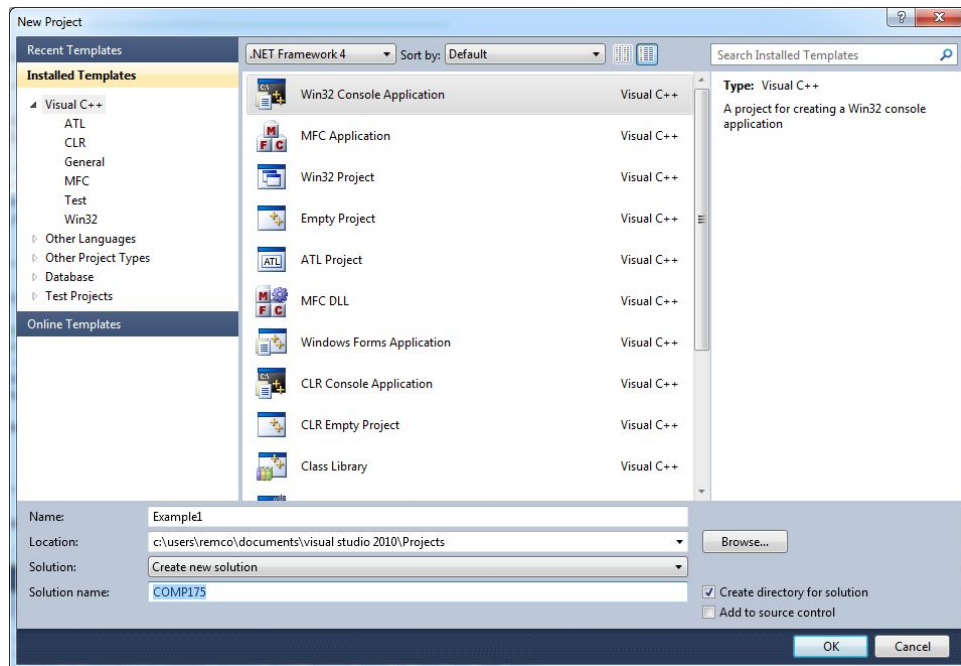 New Project
Recent Templates
Installed Templates
Visual C++
ATL
CLR
General
MFC
Test
Win32
Other Languages
Other Project Types
Database
Test Projects
Online Templates
.NET Framework 4 Sort by: Default
Win32 Console Application Visual C++
MFC Application Visual C++
Win32 Project Visual C++
Empty Project Visual C++
ATL Project Visual C++
MFC DLL Visual C++
Windows Forms Application Visual C++
CLR Console Application Visual C++
CLR Empty Project Visual C++
Class Library Visual C++
Search Installed Templates
Type: Visual C++
A project for creating a Win32 console
application
Name: Example1
Location: c:\users\remco\documents\visual studio 2010\Projects Browse...
Solution: Create new solution
Solution name: COMP175
Create directory for solution
Add to source control
OK Cancel